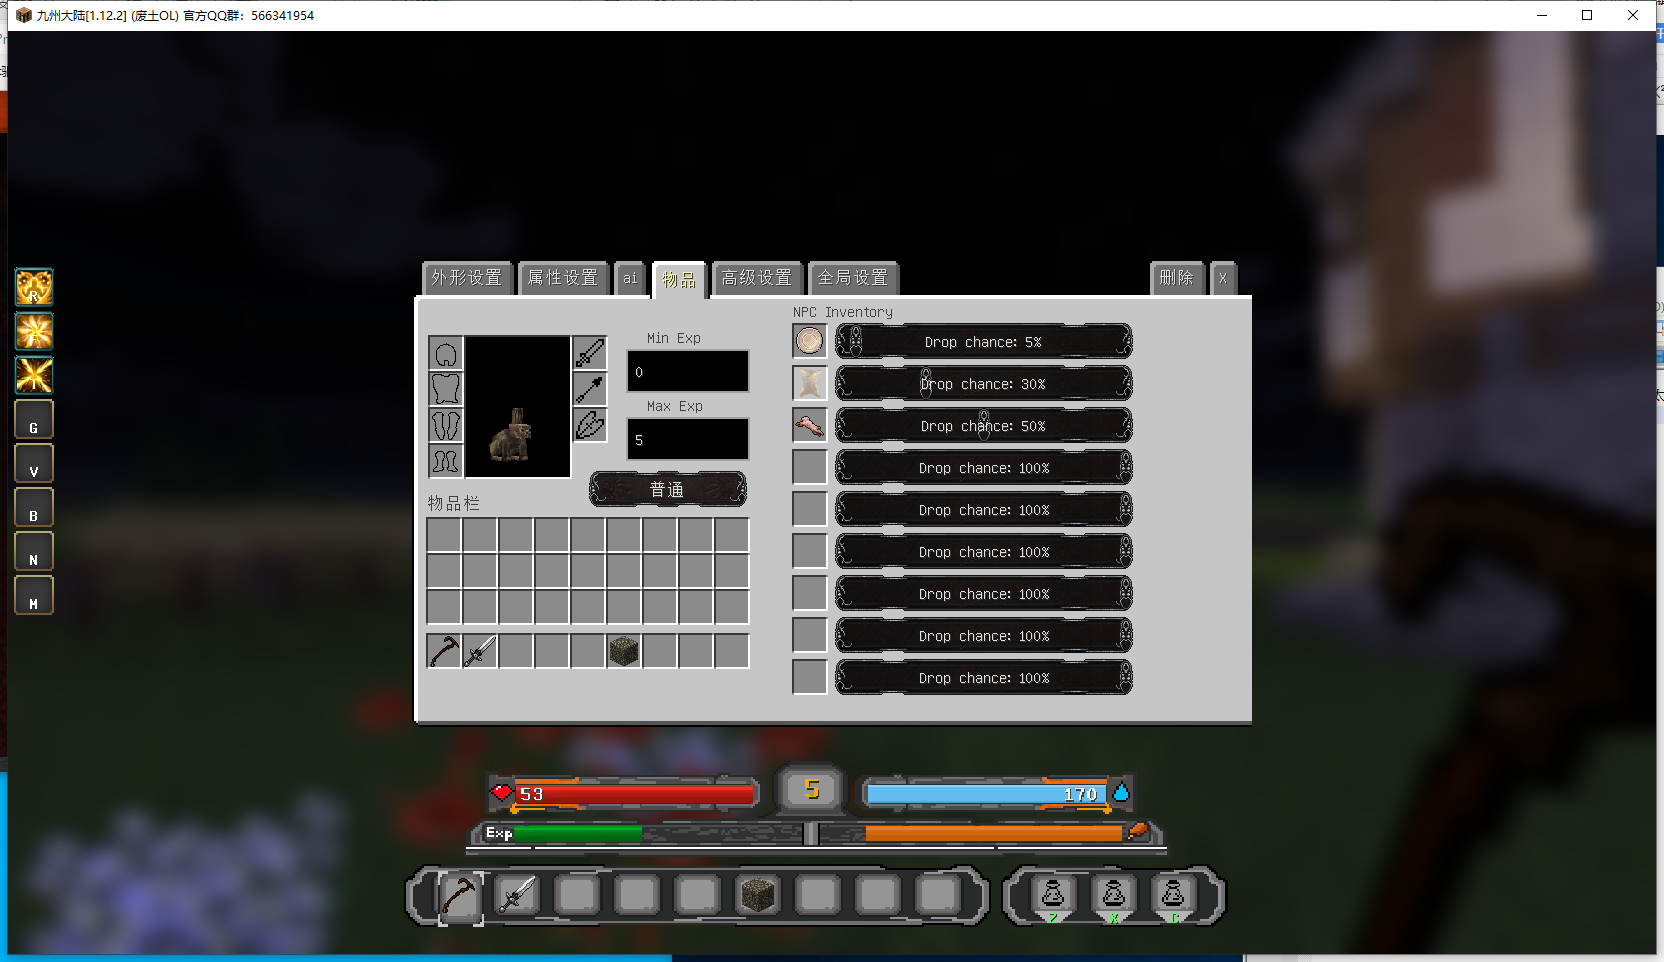 九州大陆[1.12.2] (废土OL) 官方QQ群：566341954
外形设置 属性设置 ai 物品 高级设置 全局设置 删除 X
NPC Inventory
Min Exp
0
Max Exp
5
普通
物品栏
Drop chance: 5%
Drop chance: 30%
Drop chance: 50%
Drop chance: 100%
Drop chance: 100%
Drop chance: 100%
Drop chance: 100%
Drop chance: 100%
Drop chance: 100%
R
T
G
V
B
N
M
53
5
170
Exp
Z X C